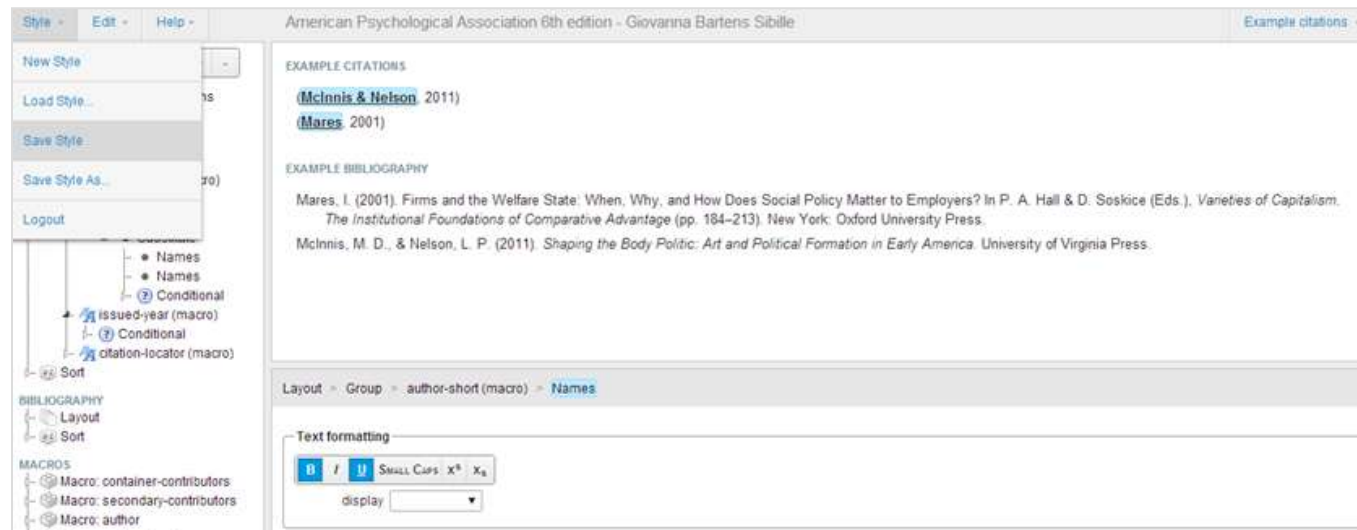 Style
Edit
Help
American Psychological Association 6th edition - Giovanna Bartens Sibille
Example citations
New Style
Load Style...
Save Style
Save Style As...
Logout
ns
ro)
Names
Names
Conditional
issued-year (macro)
Conditional
citation-locator (macro)
Sort
BIBLIOGRAPHY
Layout
Sort
MACROS
Macro: container-contributors
Macro: secondary-contributors
Macro: author
EXAMPLE CITATIONS
(McInnis & Nelson, 2011)
(Mares, 2001)
EXAMPLE BIBLIOGRAPHY
Mares, I. (2001). Firms and the Welfare State: When, Why, and How Does Social Policy Matter to Employers? In P. A. Hall & D. Soskice (Eds.), Varieties of Capitalism.
The Institutional Foundations of Comparative Advantage (pp. 184–213). New York: Oxford University Press.
McInnis, M. D., & Nelson, L. P. (2011). Shaping the Body Politic: Art and Political Formation in Early America. University of Virginia Press.
Layout > Group > author-short (macro) > Names
Text formatting
B I U SMALL CAPS
display